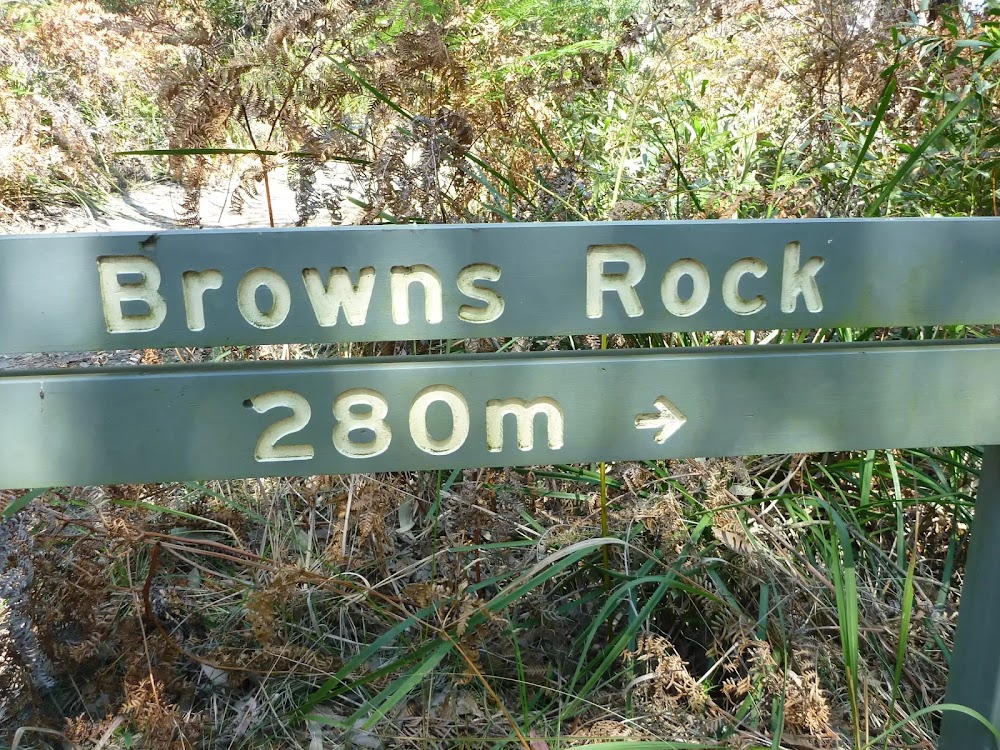 Browns Rock
280m →